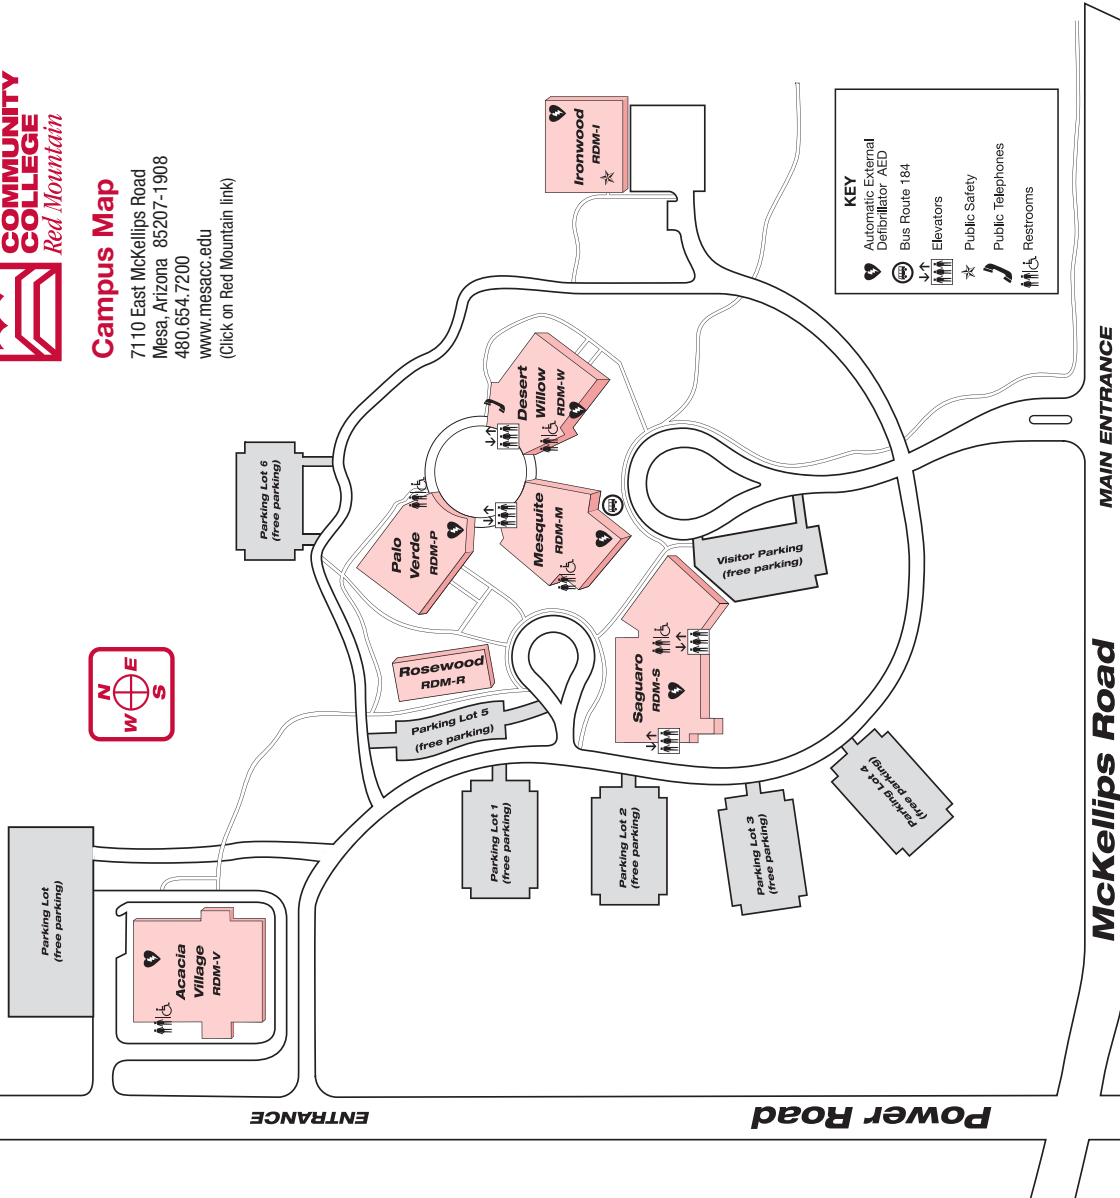 COMMUNITY
COLLEGE
Red Mountain
Campus Map
7110 East McKellips Road
Mesa, Arizona 85207-1908
480.654.7200
www.mesacc.edu
(Click on Red Mountain link)
N
W E
S
Parking Lot
(free parking)
Acacia
Village
RDM-V
Parking Lot 6
(free parking)
Palo
Verde
RDM-P
Rosewood
RDM-R
Parking Lot 5
(free parking)
Desert
Willow
RDM-W
Mesquite
RDM-M
Ironwood
RDM-I
Saguaro
RDM-S
Visitor Parking
(free parking)
Parking Lot 1
(free parking)
Parking Lot 2
(free parking)
Parking Lot 3
(free parking)
Parking Lot 4
(free parking)
KEY
Automatic External
Defibrillator AED
Bus Route 184
Elevators
Public Safety
Public Telephones
Restrooms
ENTRANCE
Power Road
MAIN ENTRANCE
McKellips Road